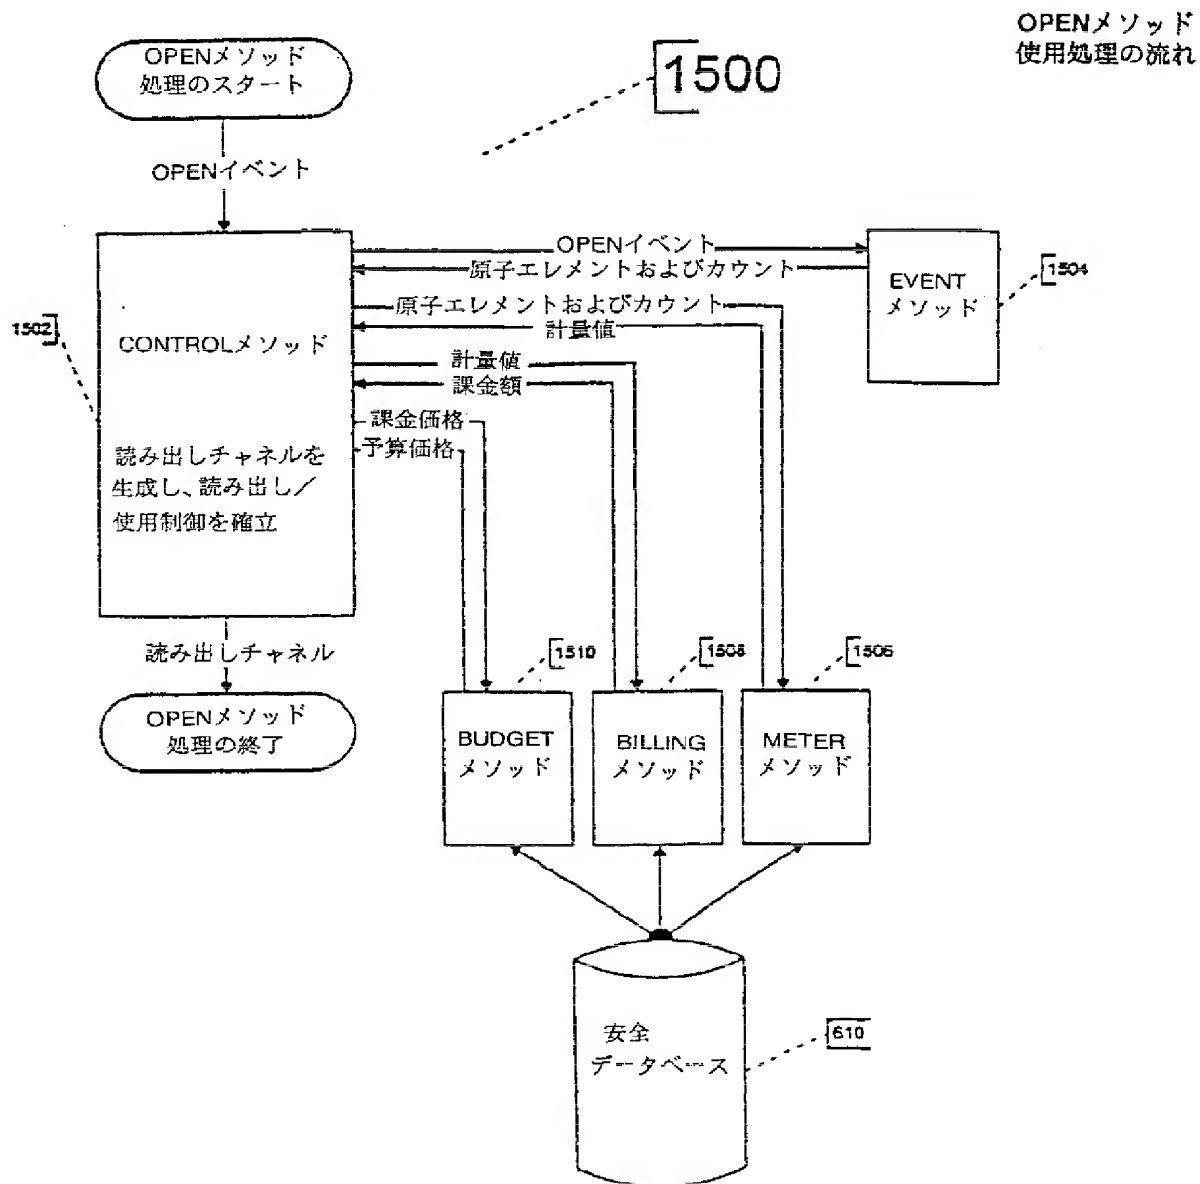 OPENメソッド
使用処理の流れ
OPENメソッド
処理のスタート
1500
OPENイベント
OPENイベント
原子エレメントおよびカウント
EVENT
メソッド
1504
原子エレメントおよびカウント
計量値
1502
CONTROLメソッド
計量値
課金額
課金価格
予算価格
読み出しチャネルを
生成し、読み出し/
使用制御を確立
読み出しチャネル
1510
1508
1506
OPENメソッド
処理の終了
BUDGET
メソッド
BILLING
メソッド
METER
メソッド
安全
データベース
610